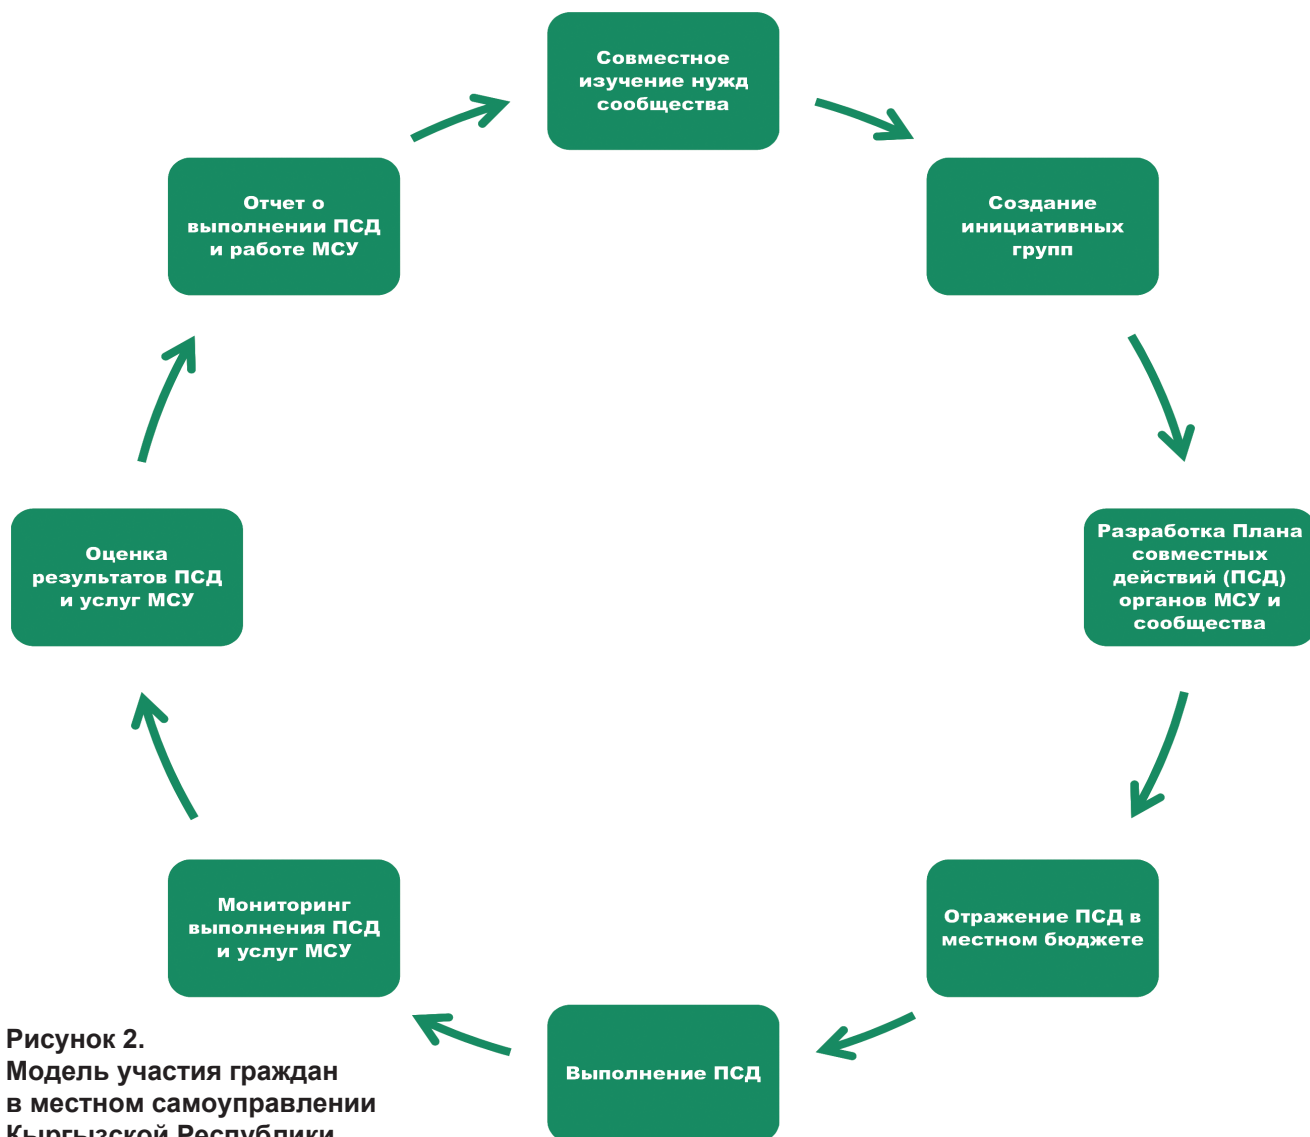 Совместное
изучение нужд
сообщества
Создание
инициативных
групп
Разработка Плана
совместных
действий (ПСД)
органов МСУ и
сообщества
Отражение ПСД в
местном бюджете
Выполнение ПСД
Мониторинг
выполнения ПСД
и услуг МСУ
Оценка
результатов ПСД
и услуг МСУ
Отчет о
выполнении ПСД
и работе МСУ
Рисунок 2.
Модель участия граждан
в местном самоуправлении
Кыргызской Республики